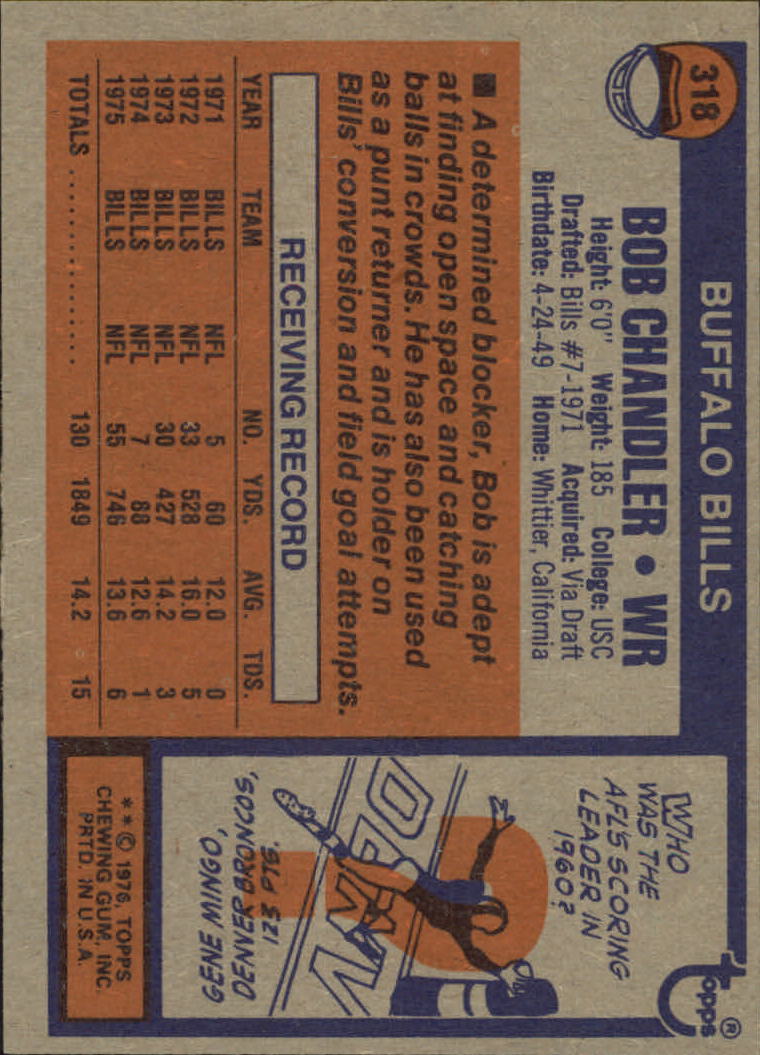 318
BUFFALO BILLS
BOB CHANDLER • WR
Height: 6'0" Weight: 185 College: USC
Drafted: Bills #7-1971 Acquired: Via Draft
Birthdate: 4-24-49 Home: Whittier, California
■ A determined blocker, Bob is adept
at finding open space and catching
balls in crowds. He has also been used
as a punt returner and is holder on
Bills' conversion and field goal attempts.
RECEIVING RECORD
YEAR TEAM NO. YDS. AVG. TDS.
1971 BILLS NFL 5 60 12.0 0
1972 BILLS NFL 33 528 16.0 5
1973 BILLS NFL 30 427 14.2 3
1974 BILLS NFL 7 88 12.6 1
1975 BILLS NFL 55 746 13.6 6
TOTALS ................ 130 1849 14.2 15
topps®
WHO
WAS THE
AFL'S SCORING
LEADER IN
1960?
GENE MINGO,
DENVER BRONCOS,
123 PTS.
**© 1976, TOPPS
CHEWING GUM, INC.
PRTD. IN U.S.A.